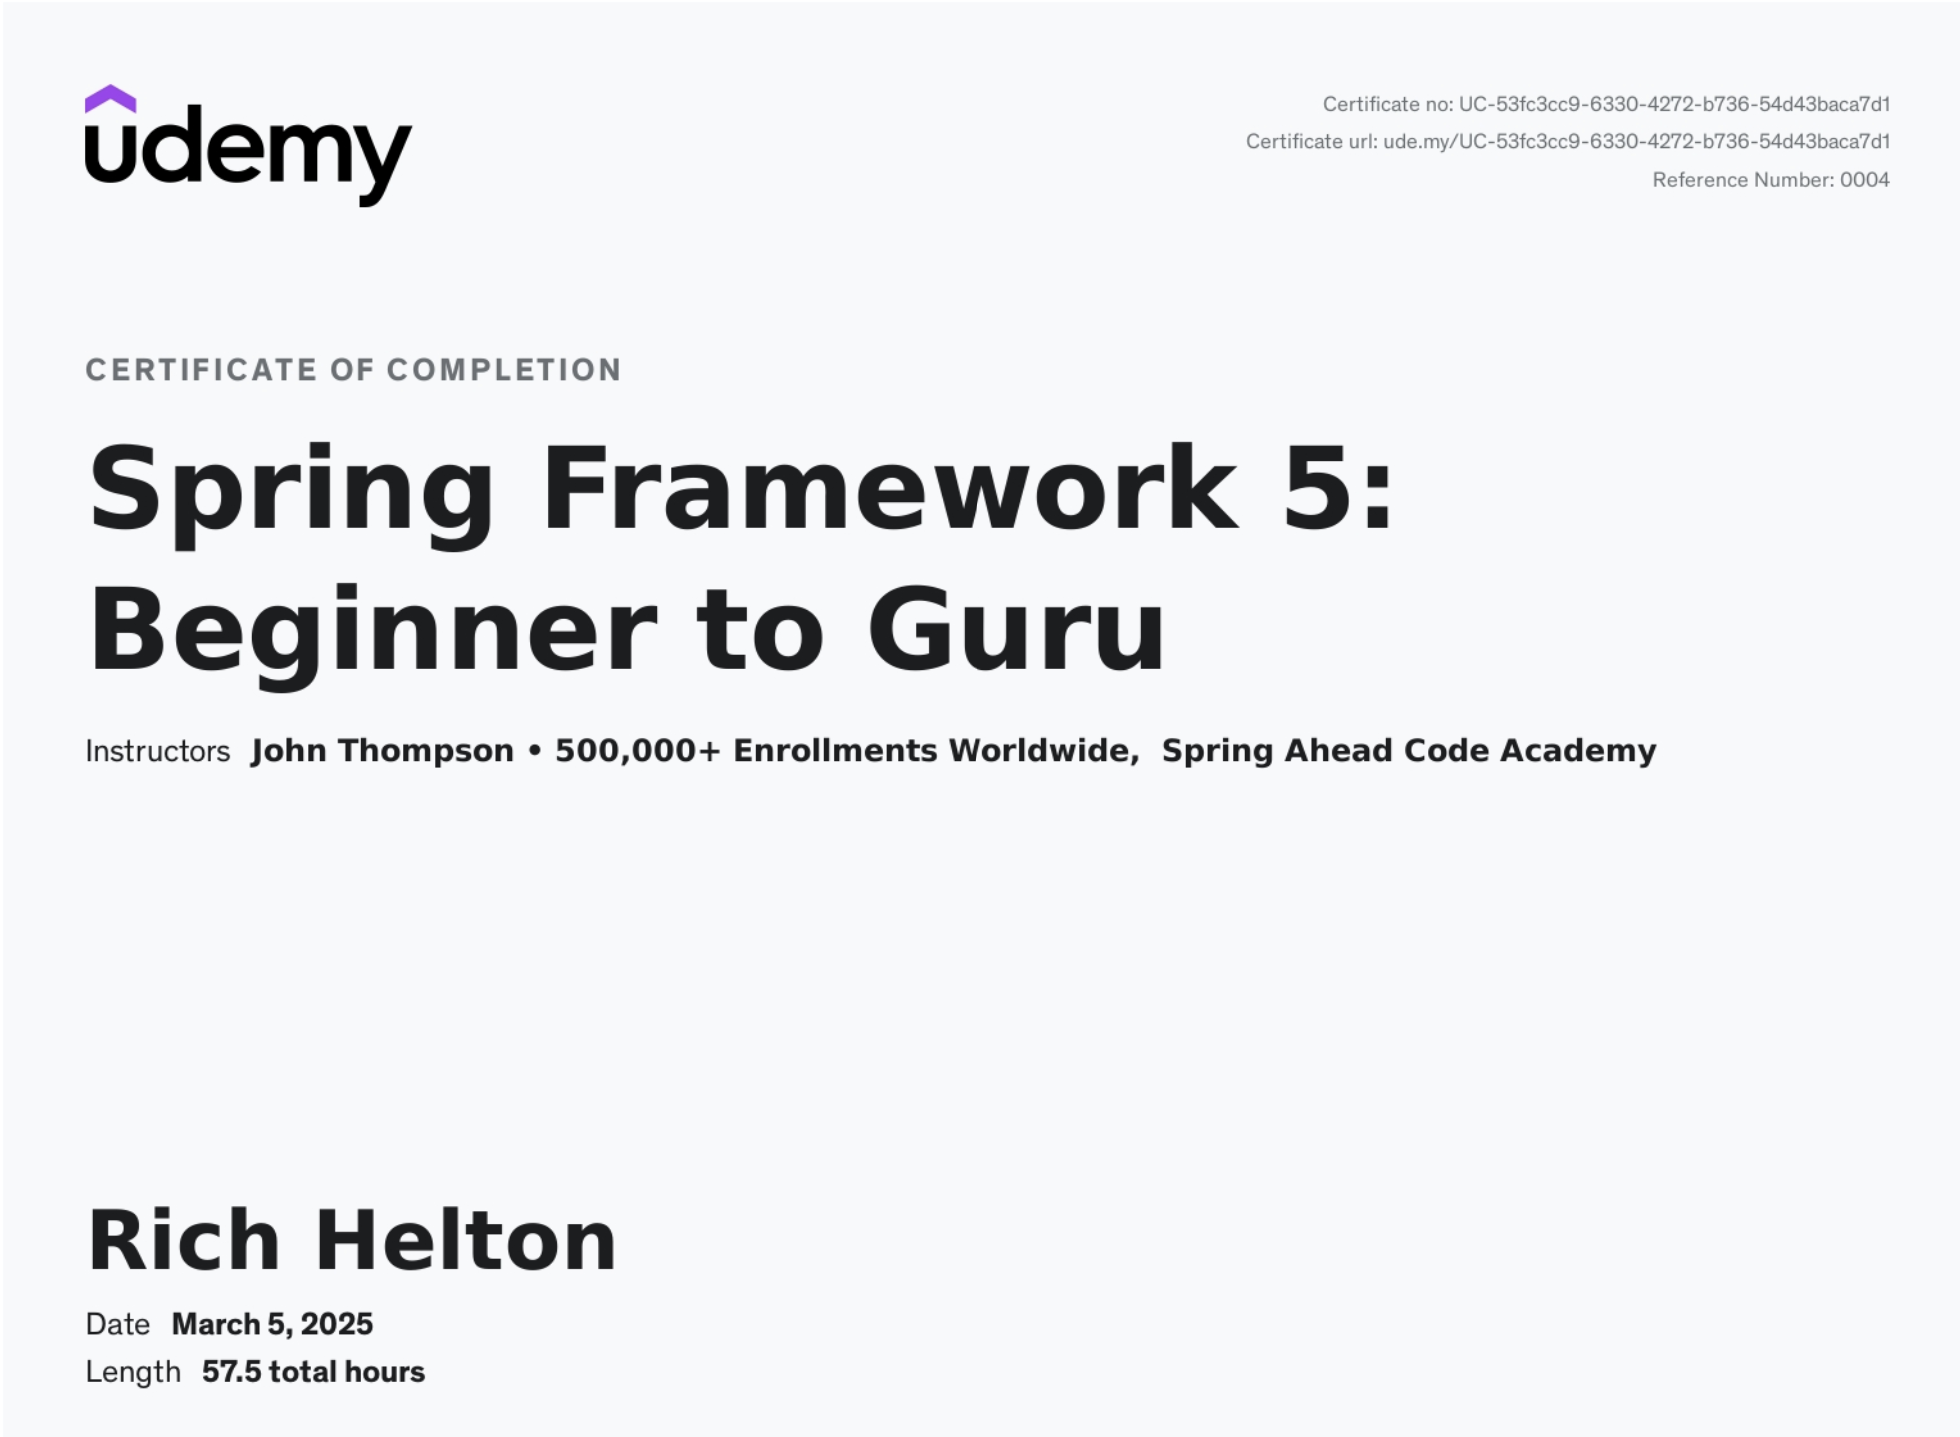 udemy
Certificate no: UC-53fc3cc9-6330-4272-b736-54d43baca7d1
Certificate url: ude.my/UC-53fc3cc9-6330-4272-b736-54d43baca7d1
Reference Number: 0004
CERTIFICATE OF COMPLETION
Spring Framework 5:
Beginner to Guru
Instructors John Thompson • 500,000+ Enrollments Worldwide, Spring Ahead Code Academy
Rich Helton
Date March 5, 2025
Length 57.5 total hours